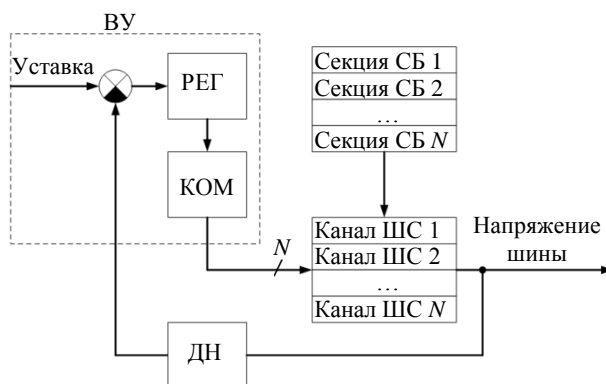 ВУ
Уставка
РЕГ
КОМ
Секция СБ 1
Секция СБ 2
…
Секция СБ N
N
Канал ШС 1
Канал ШС 2
…
Канал ШС N
Напряжение
шины
ДН